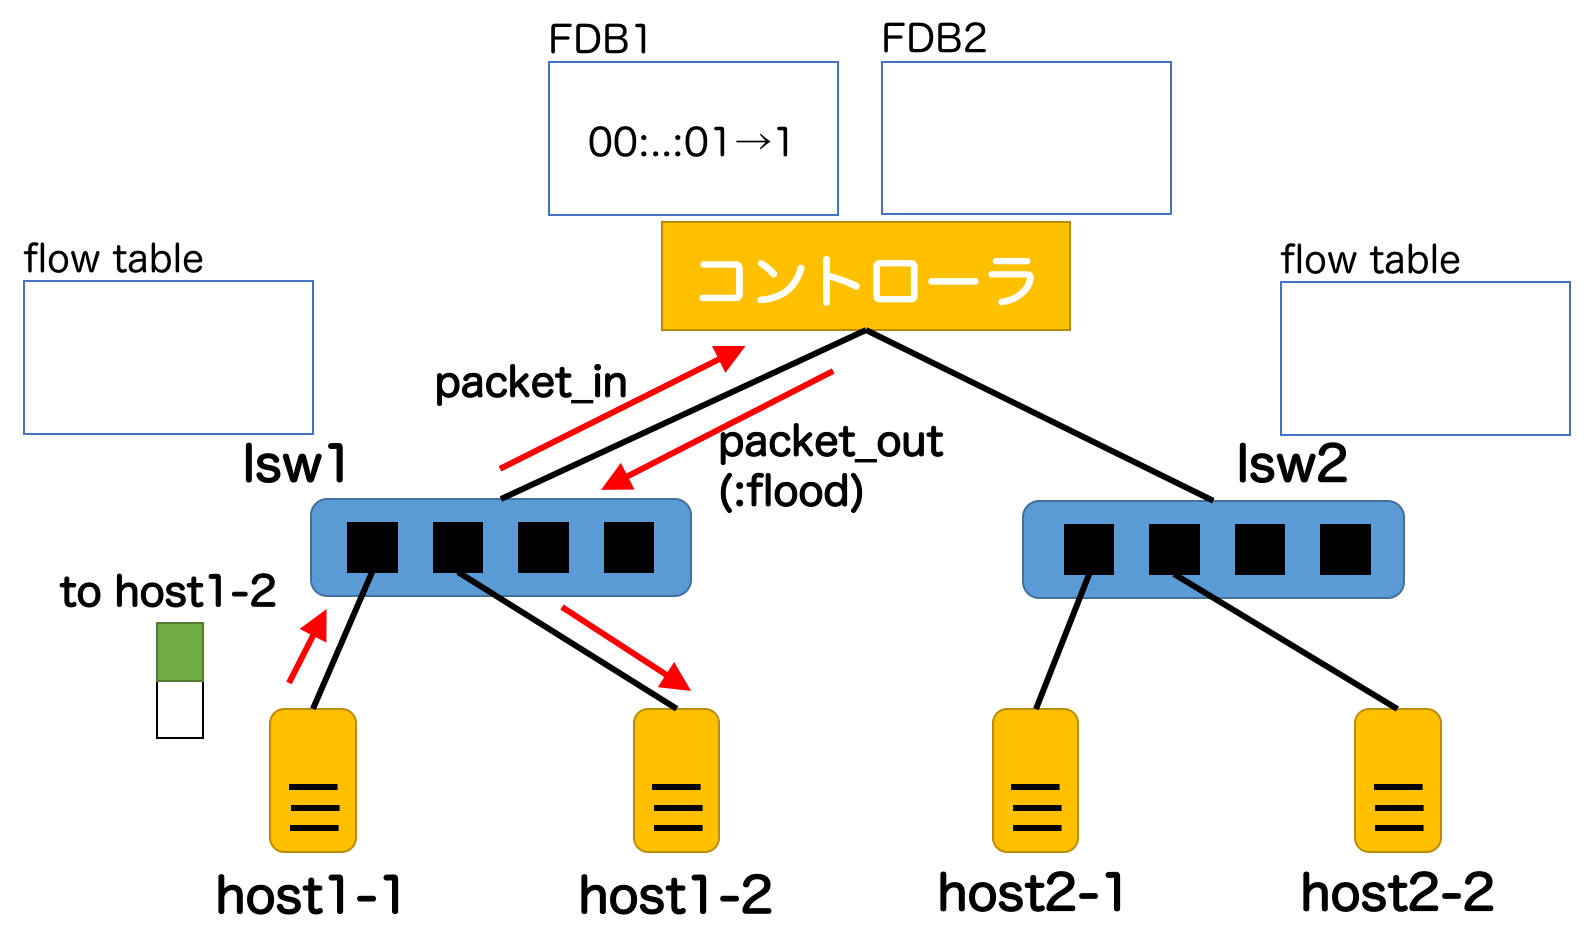 FDB1
FDB2
00:..:01→1
flow table
コントローラ
flow table
packet_in
packet_out
(:flood)
lsw1
lsw2
to host1-2
host1-1
host1-2
host2-1
host2-2